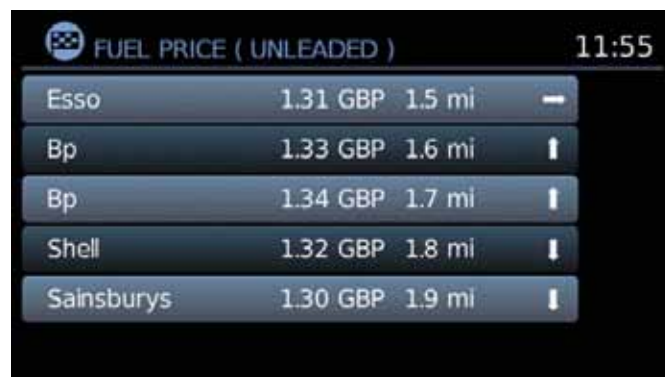 FUEL PRICE ( UNLEADED ) 11:55
Esso 1.31 GBP 1.5 mi
Bp 1.33 GBP 1.6 mi
Bp 1.34 GBP 1.7 mi
Shell 1.32 GBP 1.8 mi
Sainsburys 1.30 GBP 1.9 mi